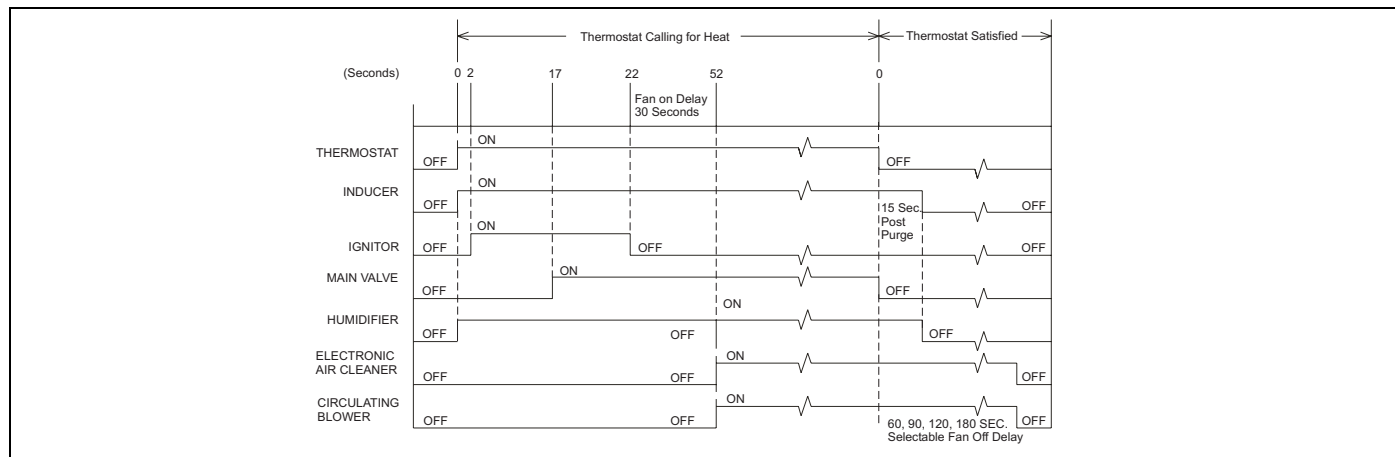 Thermostat Calling for Heat
Thermostat Satisfied
(Seconds) 0 2 17 22 52 0
Fan on Delay
30 Seconds
THERMOSTAT OFF ON OFF
INDUCER OFF ON OFF
15 Sec.
Post
Purge
IGNITOR OFF ON OFF OFF
MAIN VALVE OFF ON OFF
HUMIDIFIER OFF OFF ON OFF
ELECTRONIC
AIR CLEANER OFF OFF ON OFF
CIRCULATING
BLOWER OFF OFF ON OFF
60, 90, 120, 180 SEC.
Selectable Fan Off Delay